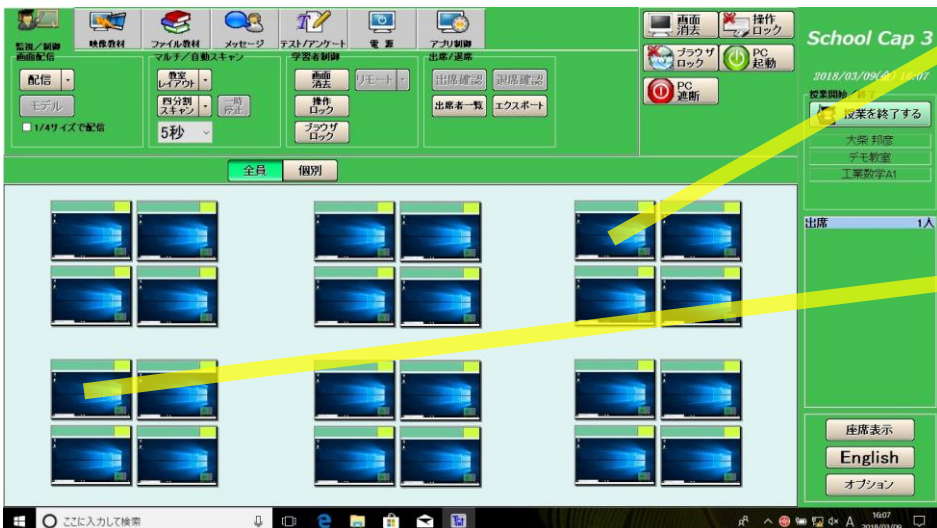 監視／制御
映像教材
ファイル教材
メッセージ
テスト/アンケート
電 源
アプリ制御
画面配信
マルチ／自動スキャン
学習者制御
出席/退席
配信
モデル
1/4サイズで配信
教室
レイアウト
四分割
スキャン
一時
停止
5秒
画面
消去
リモート
操作
ロック
ブラウザ
ロック
出席確認
退席確認
出席者一覧
エクスポート
画面
消去
操作
ロック
ブラウザ
ロック
PC
起動
PC
遮断
School Cap 3
2018/03/09(金) 16:07
授業開始／終了
授業を終了する
大柴 邦彦
デモ教室
工業数学A1
全員
個別
出席 1人
座席表示
English
オプション
ここに入力して検索
A
16:07
2018/03/09